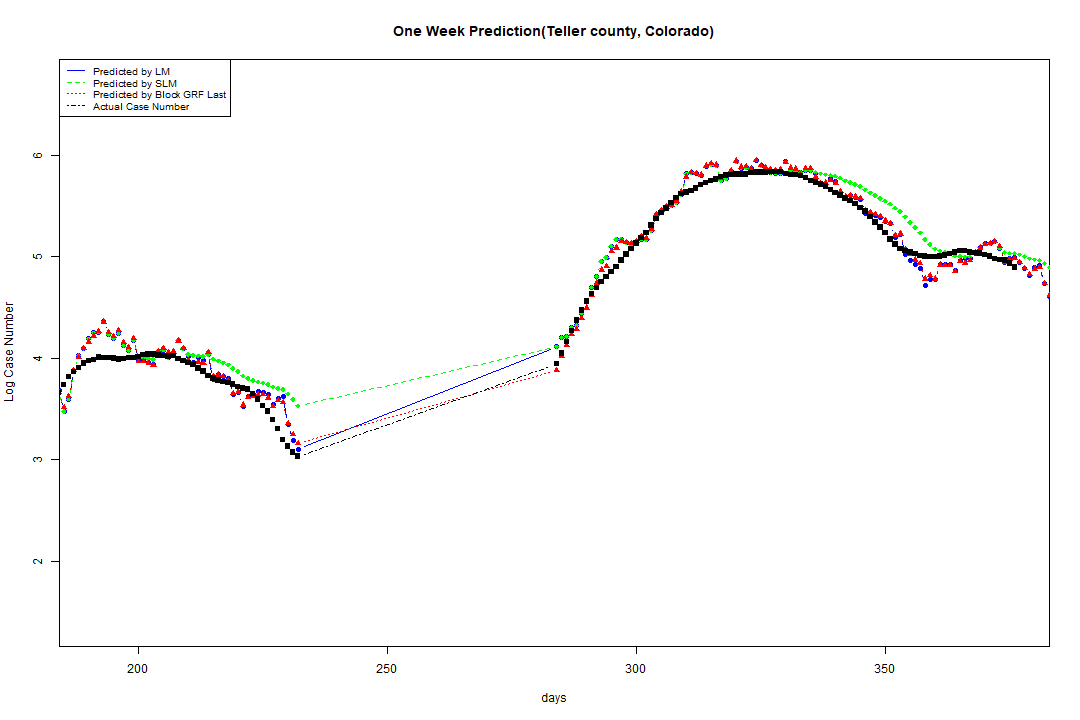 One Week Prediction(Teller county, Colorado)
Predicted by LM
Predicted by SLM
Predicted by Block GRF Last
Actual Case Number
Log Case Number
6
5
4
3
2
200
250
300
350
days